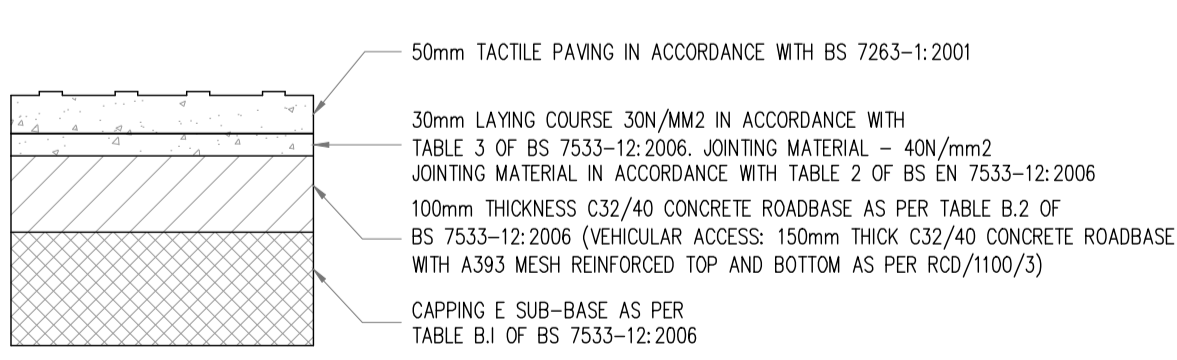 50mm TACTILE PAVING IN ACCORDANCE WITH BS 7263-1:2001
30mm LAYING COURSE 30N/MM2 IN ACCORDANCE WITH
TABLE 3 OF BS 7533-12:2006. JOINTING MATERIAL - 40N/mm2
JOINTING MATERIAL IN ACCORDANCE WITH TABLE 2 OF BS EN 7533-12:2006
100mm THICKNESS C32/40 CONCRETE ROADBASE AS PER TABLE B.2 OF
BS 7533-12:2006 (VEHICULAR ACCESS: 150mm THICK C32/40 CONCRETE ROADBASE
WITH A393 MESH REINFORCED TOP AND BOTTOM AS PER RCD/1100/3)
CAPPING E SUB-BASE AS PER
TABLE B.I OF BS 7533-12:2006